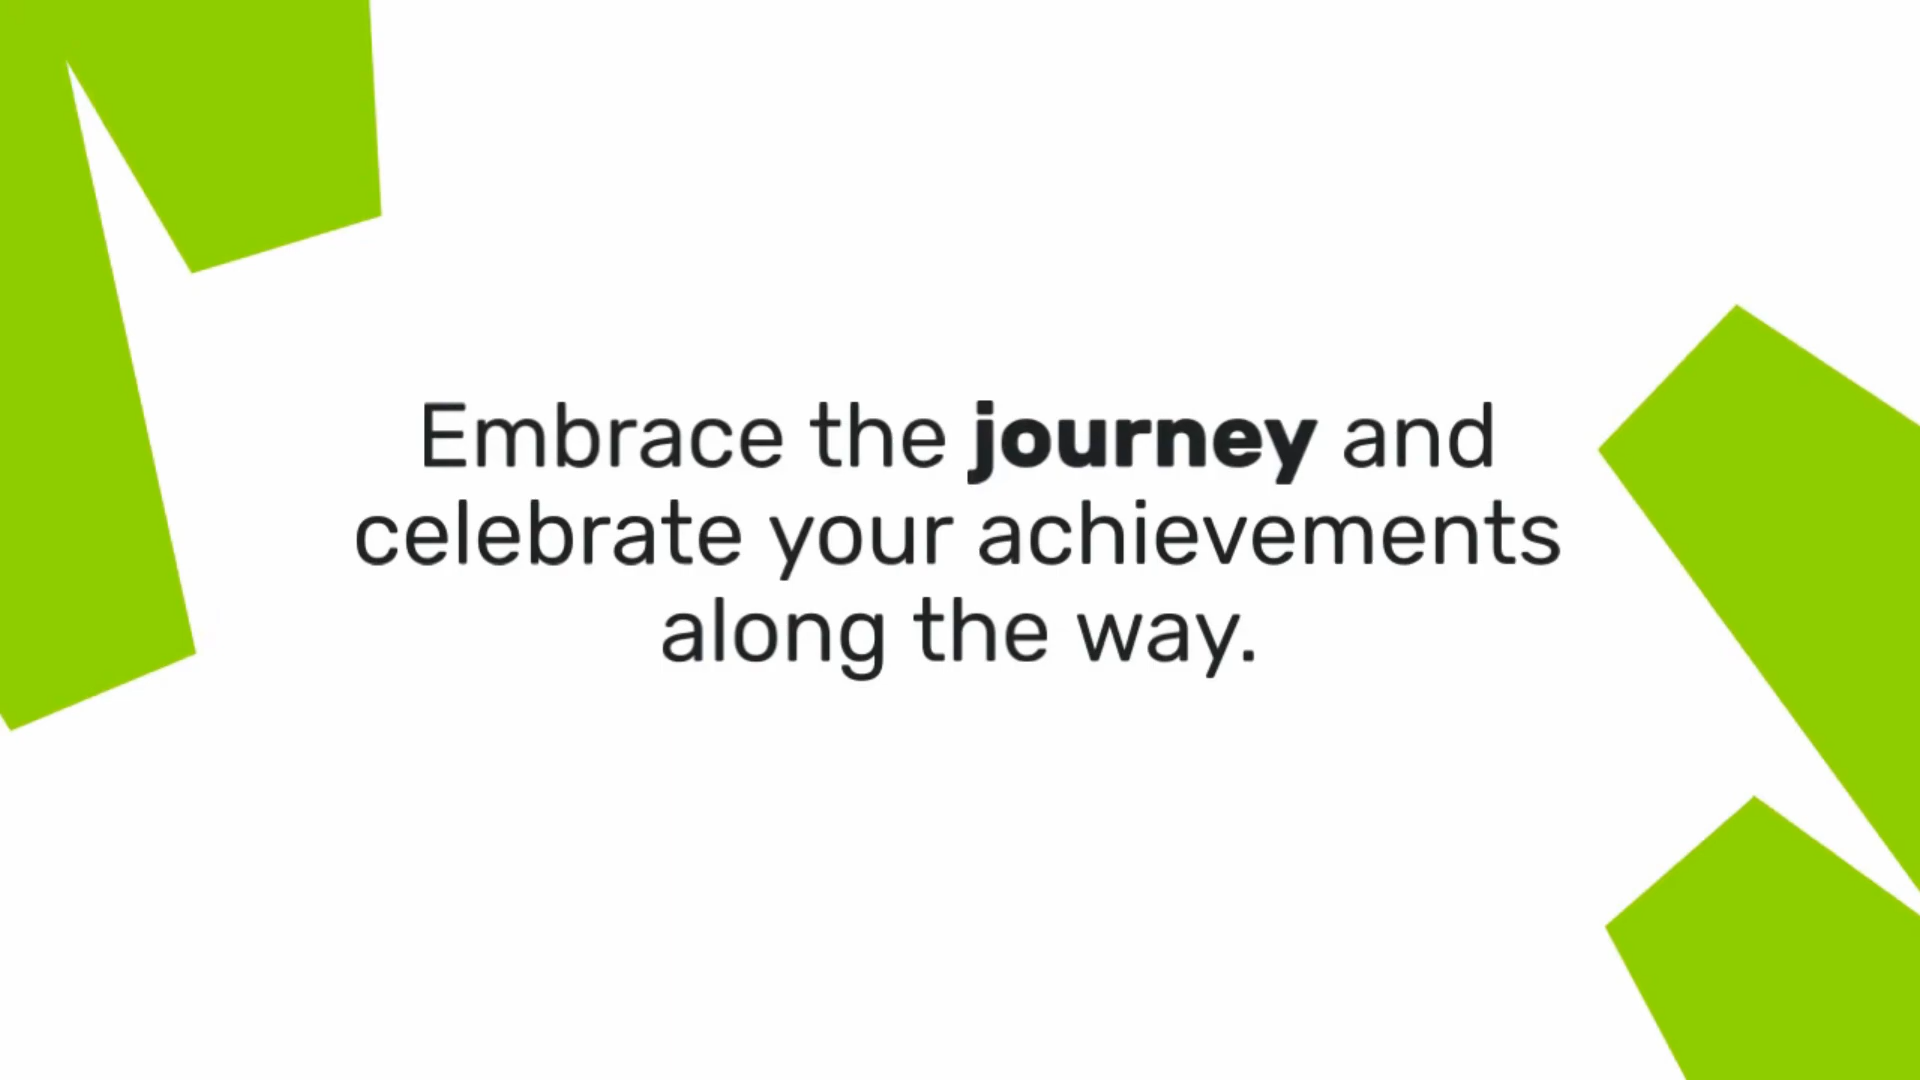 Embrace the journey and
celebrate your achievements
along the way.